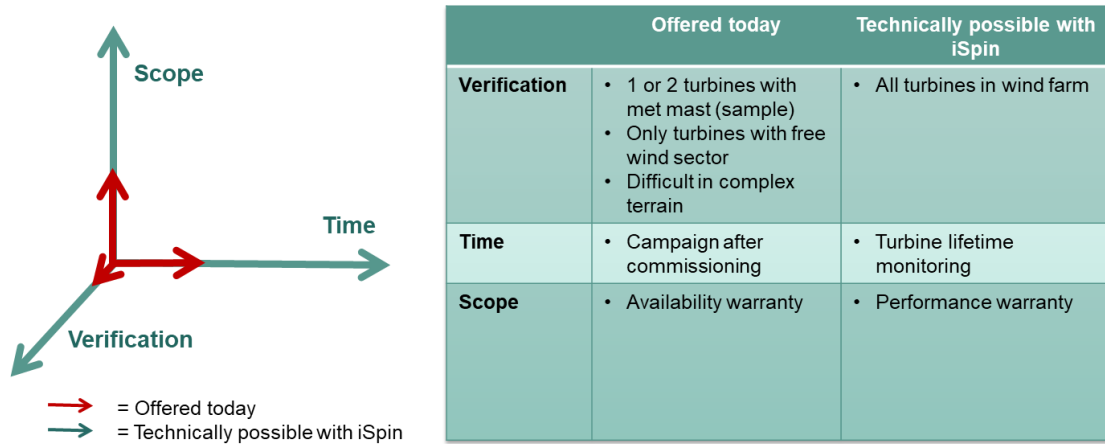 Scope
Time
Verification
= Offered today
= Technically possible with iSpin
Offered today
Technically possible with
iSpin
Verification
• 1 or 2 turbines with
met mast (sample)
• Only turbines with free
wind sector
• Difficult in complex
terrain
• All turbines in wind farm
Time
• Campaign after
commissioning
• Turbine lifetime
monitoring
Scope
• Availability warranty
• Performance warranty